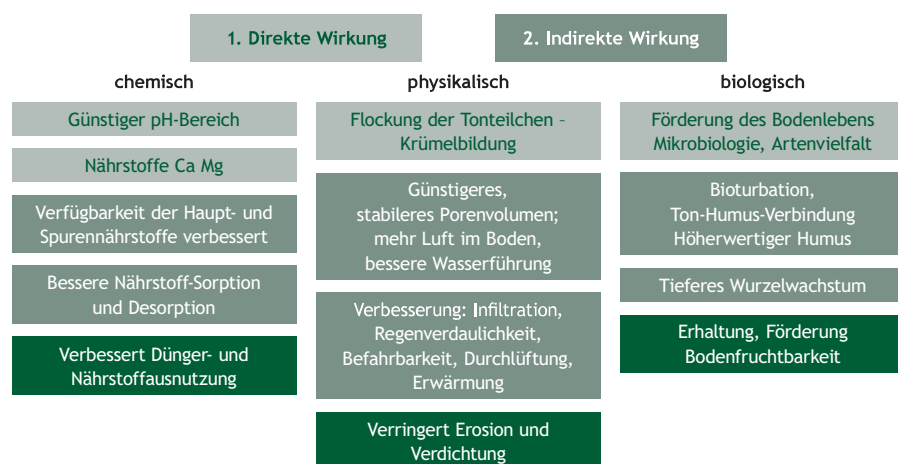 1. Direkte Wirkung
2. Indirekte Wirkung
chemisch
Günstiger pH-Bereich
Nährstoffe Ca Mg
Verfügbarkeit der Haupt- und
Spurennährstoffe verbessert
Bessere Nährstoff-Sorption
und Desorption
Verbessert Dünger- und
Nährstoffausnutzung
physikalisch
Flockung der Tonteilchen –
Krümelbildung
Günstigeres,
stabileres Porenvolumen;
mehr Luft im Boden,
bessere Wasserführung
Verbesserung: Infiltration,
Regenverdaulichkeit,
Befahrbarkeit, Durchlüftung,
Erwärmung
Verringert Erosion und
Verdichtung
biologisch
Förderung des Bodenlebens
Mikrobiologie, Artenvielfalt
Bioturbation,
Ton-Humus-Verbindung
Höherwertiger Humus
Tieferes Wurzelwachstum
Erhaltung, Förderung
Bodenfruchtbarkeit